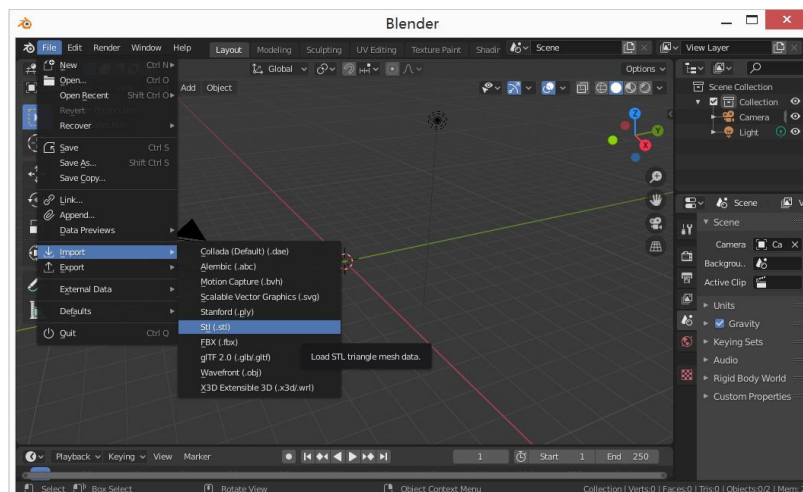 Blender
File Edit Render Window Help Layout Modeling Sculpting UV Editing Texture Paint Shadir Scene View Layer
New Ctrl N
Open... Ctrl O
Open Recent Shift Ctrl O
Revert
Recover
Save Ctrl S
Save As... Shift Ctrl S
Save Copy...
Link...
Append...
Data Previews
Import
Export
External Data
Defaults
Quit Ctrl Q
Global Options
Add Object
Collada (Default) (.dae)
Alembic (.abc)
Motion Capture (.bvh)
Scalable Vector Graphics (.svg)
Stanford (.ply)
Stl (.stl)
FBX (.fbx)
glTF 2.0 (.glb/.gltf)
Wavefront (.obj)
X3D Extensible 3D (.x3d/.wrl)
Load STL triangle mesh data.
Z
Y
X
Scene Collection
Collection
Camera
Light
Scene V
Scene
Camera Ca
Backgrou..
Active Clip
Units
Gravity
Keying Sets
Audio
Rigid Body World
Custom Properties
Playback Keying View Marker 1 Start 1 End 250
Select Box Select Rotate View Object Context Menu Collection | Verts:0 | Faces:0 | Tris:0 | Objects:0/2 | Mem: